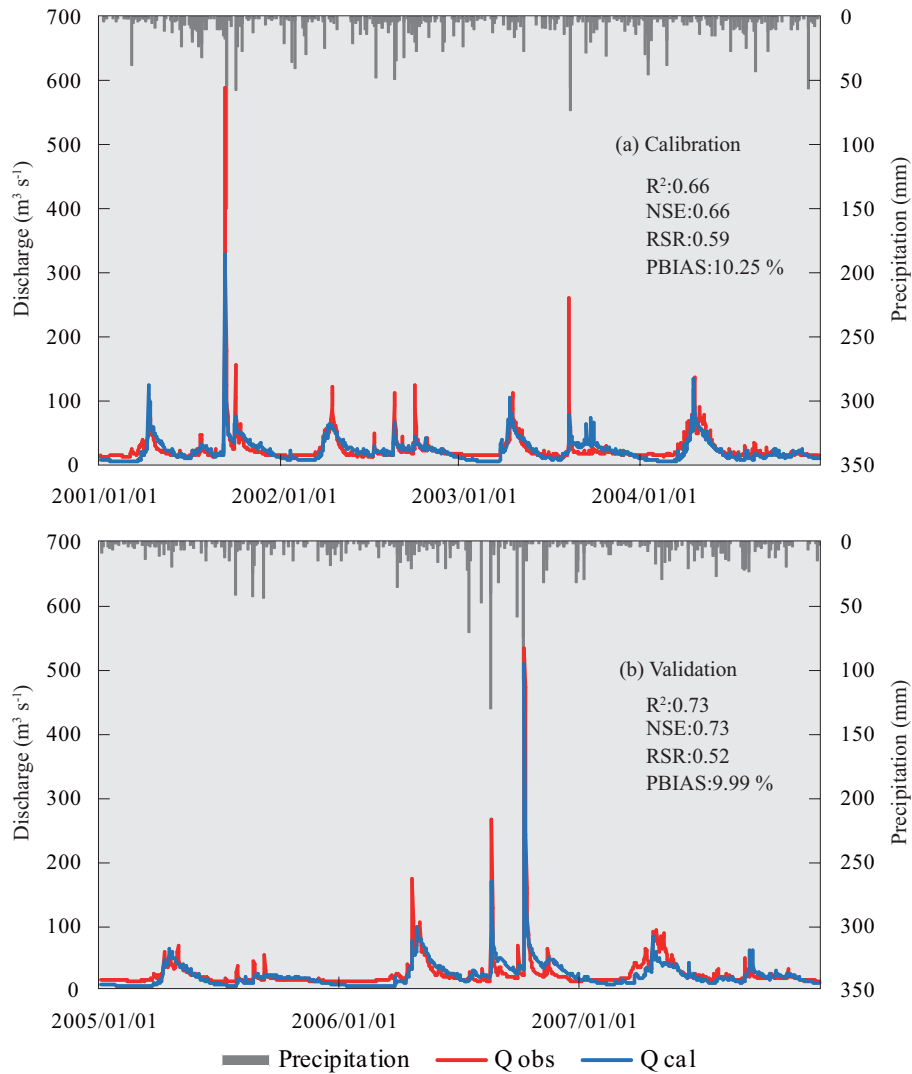 700
600
500
400
300
200
100
0
Discharge (m³ s⁻¹)
0
50
100
150
200
250
300
350
Precipitation (mm)
(a) Calibration
R²:0.66
NSE:0.66
RSR:0.59
PBIAS:10.25 %
2001/01/01
2002/01/01
2003/01/01
2004/01/01
700
600
500
400
300
200
100
0
Discharge (m³ s⁻¹)
0
50
100
150
200
250
300
350
Precipitation (mm)
(b) Validation
R²:0.73
NSE:0.73
RSR:0.52
PBIAS:9.99 %
2005/01/01
2006/01/01
2007/01/01
Precipitation
Q obs
Q cal